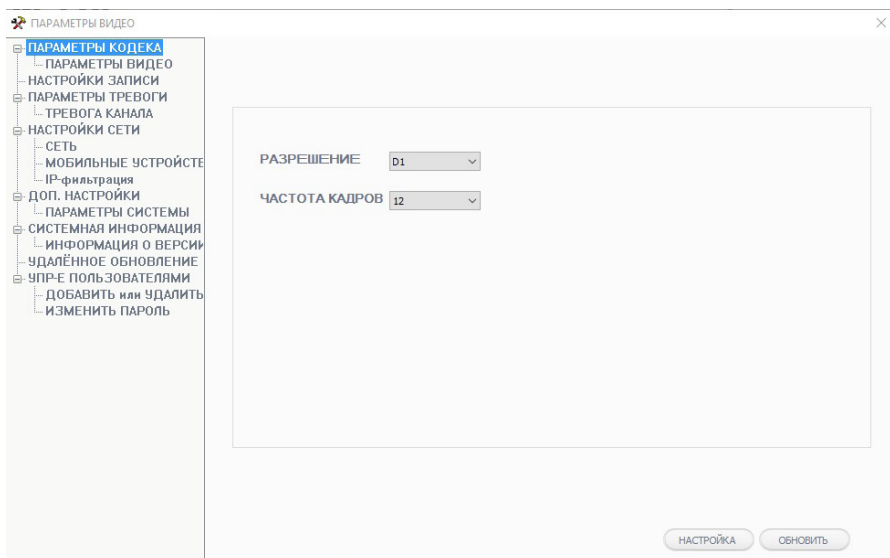 ПАРАМЕТРЫ ВИДЕО
ПАРАМЕТРЫ КОДЕКА
ПАРАМЕТРЫ ВИДЕО
НАСТРОЙКИ ЗАПИСИ
ПАРАМЕТРЫ ТРЕВОГИ
ТРЕВОГА КАНАЛА
НАСТРОЙКИ СЕТИ
СЕТЬ
МОБИЛЬНЫЕ УСТРОЙСТЕ
IP-фильтрация
ДОП. НАСТРОЙКИ
ПАРАМЕТРЫ СИСТЕМЫ
СИСТЕМНАЯ ИНФОРМАЦИЯ
ИНФОРМАЦИЯ О ВЕРСИИ
УДАЛЁННОЕ ОБНОВЛЕНИЕ
УПР-Е ПОЛЬЗОВАТЕЛЯМИ
ДОБАВИТЬ или УДАЛИТЬ
ИЗМЕНИТЬ ПАРОЛЬ
РАЗРЕШЕНИЕ D1
ЧАСТОТА КАДРОВ 12
НАСТРОЙКА ОБНОВИТЬ